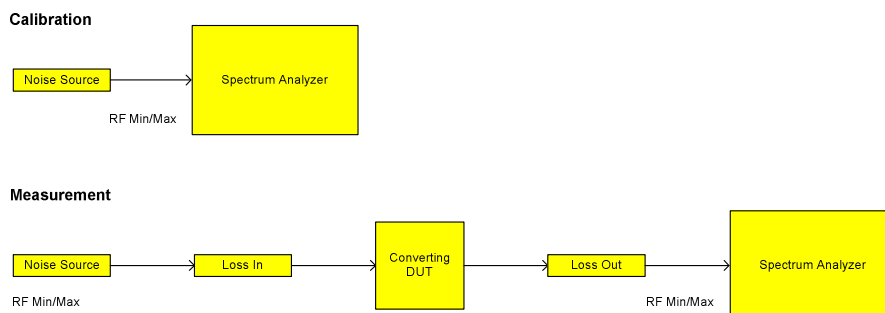 Calibration
Noise Source
Spectrum Analyzer
RF Min/Max
Measurement
Noise Source
Loss In
Converting
DUT
Loss Out
Spectrum Analyzer
RF Min/Max
RF Min/Max